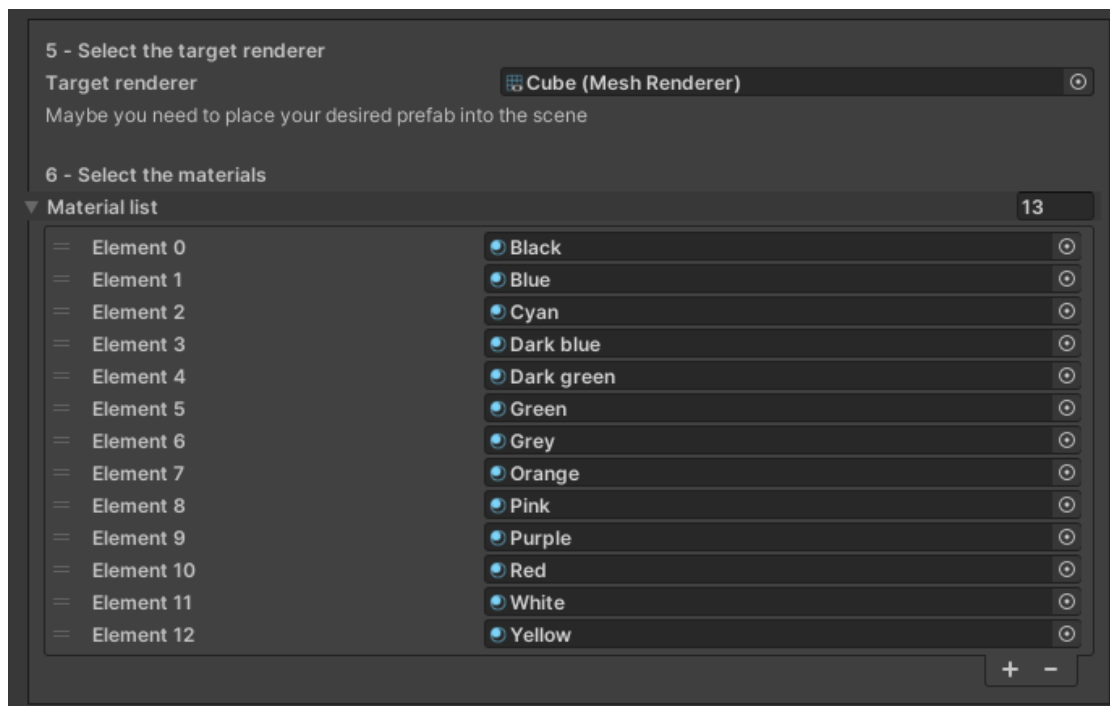 5 - Select the target renderer
Target renderer Cube (Mesh Renderer)
Maybe you need to place your desired prefab into the scene
6 - Select the materials
Material list 13
Element 0 Black
Element 1 Blue
Element 2 Cyan
Element 3 Dark blue
Element 4 Dark green
Element 5 Green
Element 6 Grey
Element 7 Orange
Element 8 Pink
Element 9 Purple
Element 10 Red
Element 11 White
Element 12 Yellow
+ −